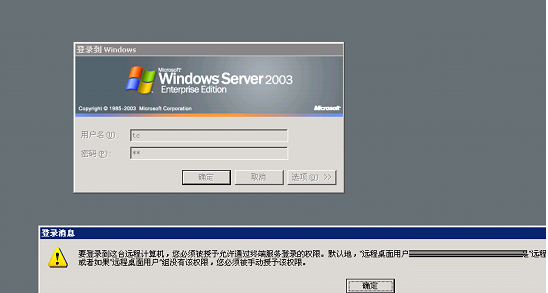 登录到 Windows
Microsoft
Windows Server 2003
Enterprise Edition
Copyright © 1985-2003 Microsoft Corporation
Microsoft
用户名(U):
tc
密码(P):
**
确定
取消
选项(O) >>
登录消息
要登录到这台远程计算机，您必须被授予允许通过终端服务登录的权限。默认地，“远程桌面用户 是“远程
或者如果“远程桌面用户”组没有该权限，您必须被手动授予该权限。
确定